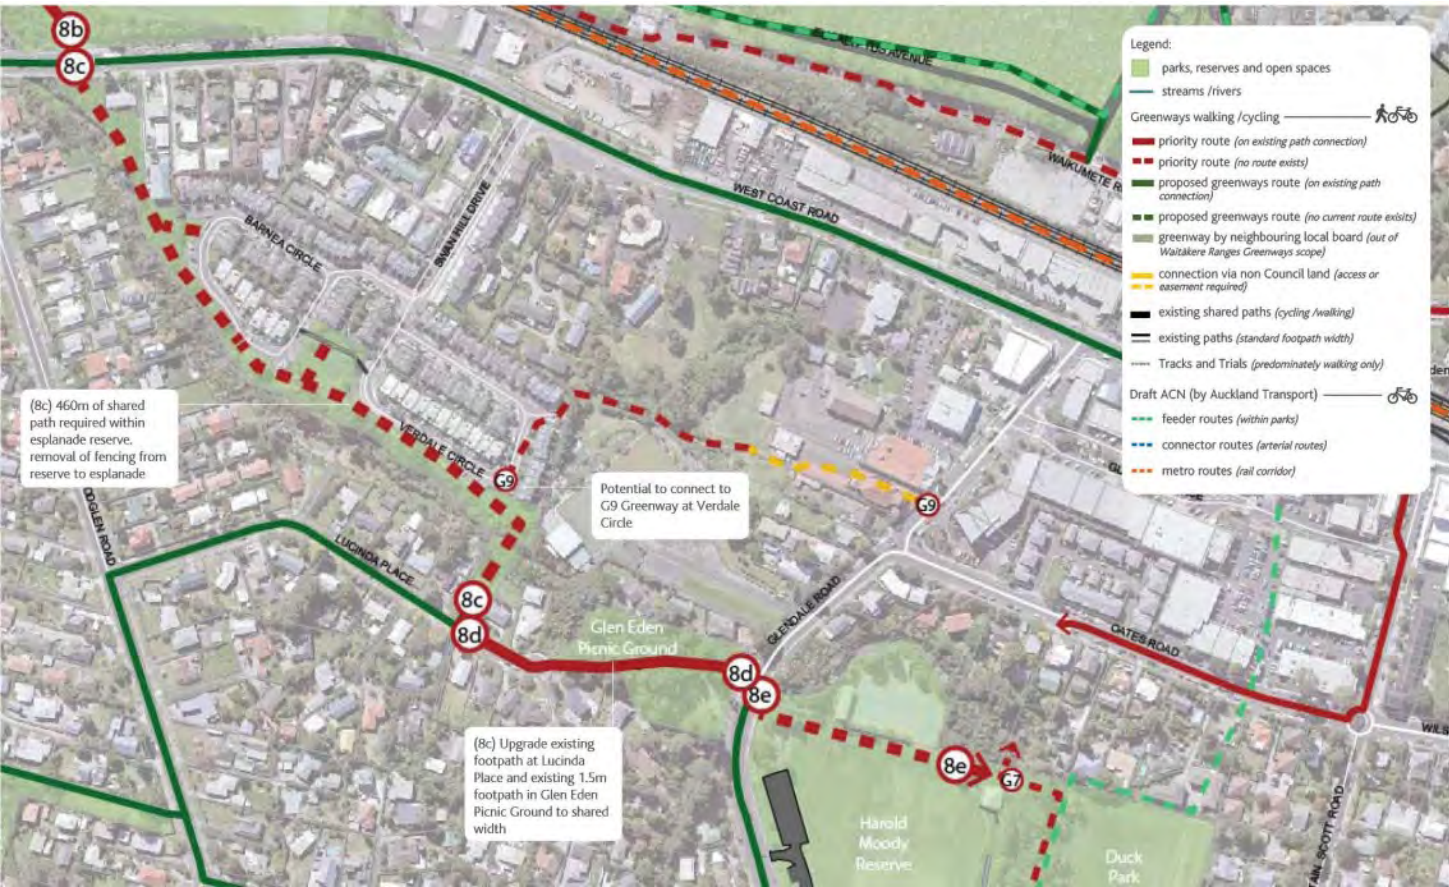 8b
8c
AVENUE
WAIKUMETE
WEST COAST ROAD
SWAN HILL DRIVE
BARNEA CIRCLE
VERDALE CIRCLE
G9
G9
LUCINDA PLACE
8c
8d
Glen Eden
Picnic Ground
GLENDALE ROAD
8d
8e
OATES ROAD
8e
G7
Harold
Moody
Reserve
Duck
Park
SCOTT ROAD
(8c) 460m of shared
path required within
esplanade reserve.
removal of fencing from
reserve to esplanade
Potential to connect to
G9 Greenway at Verdale
Circle
(8c) Upgrade existing
footpath at Lucinda
Place and existing 1.5m
footpath in Glen Eden
Picnic Ground to shared
width
Legend:
parks, reserves and open spaces
streams /rivers
Greenways walking /cycling
priority route (on existing path connection)
priority route (no route exists)
proposed greenways route (on existing path
connection)
proposed greenways route (no current route exisits)
greenway by neighbouring local board (out of
Waitākere Ranges Greenways scope)
connection via non Council land (access or
easement required)
existing shared paths (cycling /walking)
existing paths (standard footpath width)
Tracks and Trials (predominately walking only)
Draft ACN (by Auckland Transport)
feeder routes (within parks)
connector routes (arterial routes)
metro routes (rail corridor)